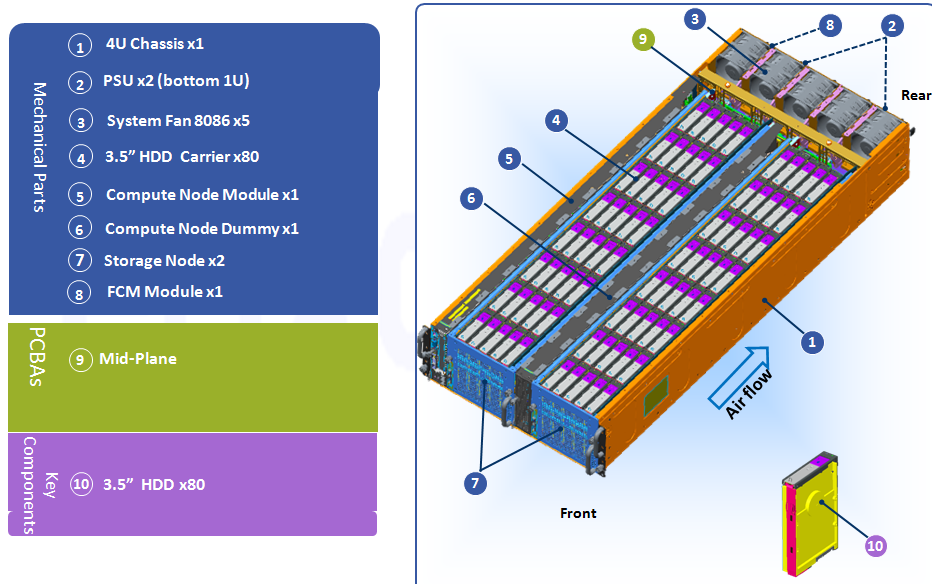 Mechanical Parts
1 4U Chassis x1
2 PSU x2 (bottom 1U)
3 System Fan 8086 x5
4 3.5” HDD Carrier x80
5 Compute Node Module x1
6 Compute Node Dummy x1
7 Storage Node x2
8 FCM Module x1
PCBAs
9 Mid-Plane
Key
Components
10 3.5” HDD x80
3
8
2
9
Rear
4
5
6
1
Air flow
7
Front
10